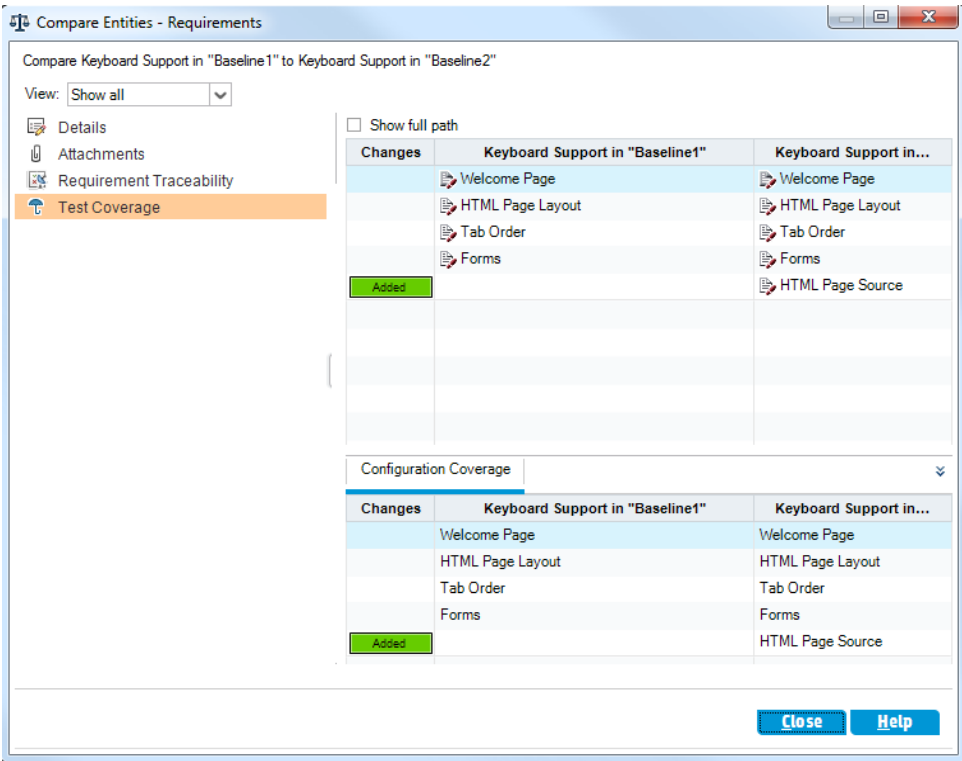 Compare Entities - Requirements
Compare Keyboard Support in "Baseline1" to Keyboard Support in "Baseline2"
View: Show all
Details
Attachments
Requirement Traceability
Test Coverage
Show full path
Changes Keyboard Support in "Baseline1" Keyboard Support in...
Welcome Page Welcome Page
HTML Page Layout HTML Page Layout
Tab Order Tab Order
Forms Forms
Added HTML Page Source
Configuration Coverage
Changes Keyboard Support in "Baseline1" Keyboard Support in...
Welcome Page Welcome Page
HTML Page Layout HTML Page Layout
Tab Order Tab Order
Forms Forms
Added HTML Page Source
Close Help